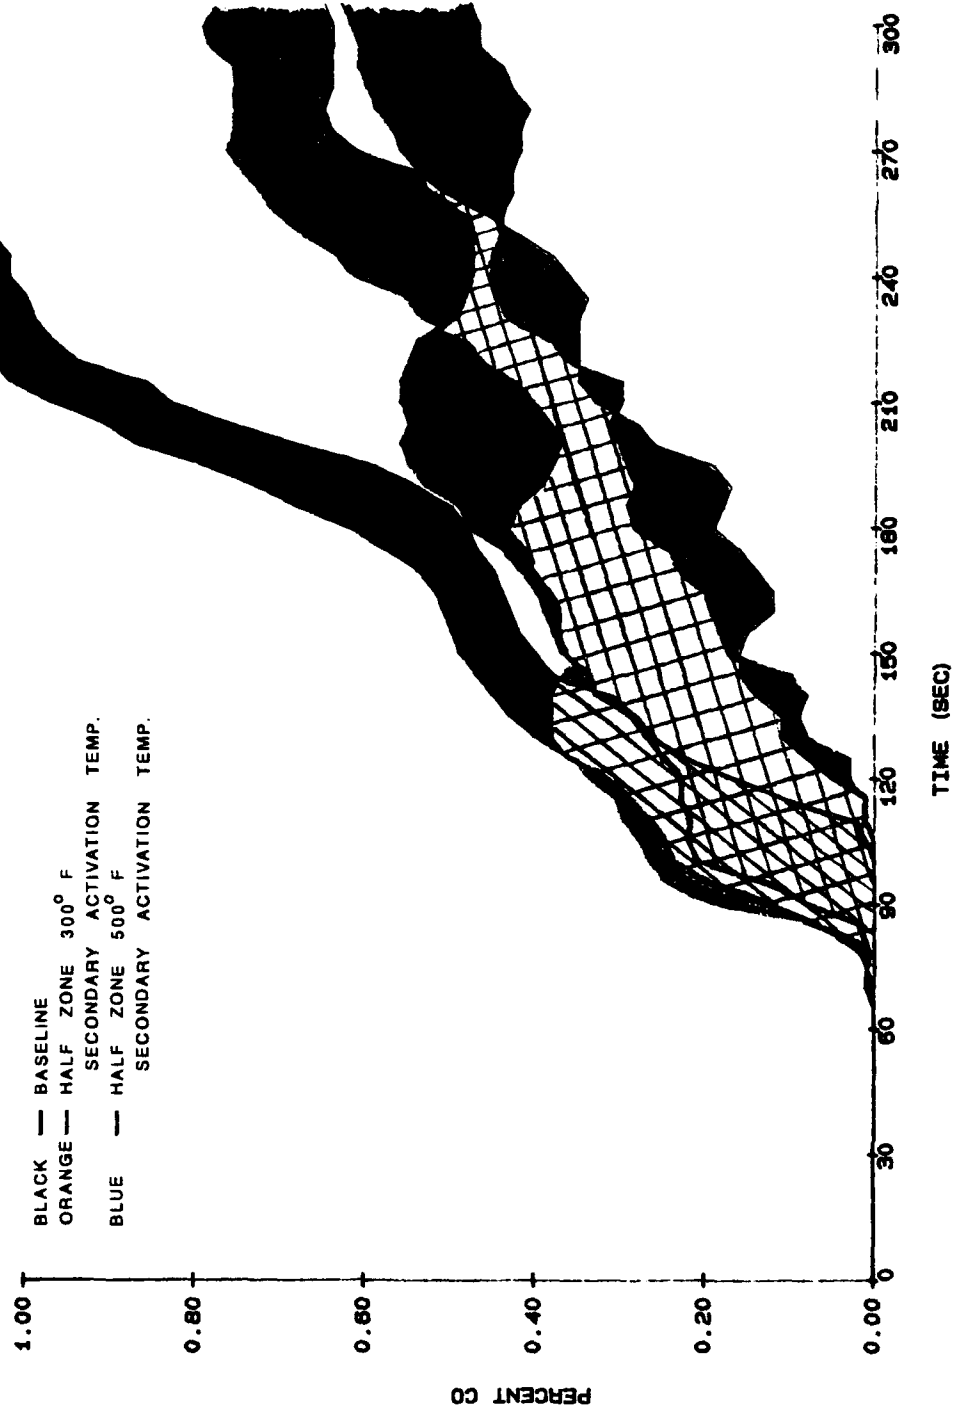 BLACK — BASELINE
ORANGE — HALF ZONE 300° F
SECONDARY ACTIVATION TEMP.
BLUE — HALF ZONE 500° F
SECONDARY ACTIVATION TEMP.
1.00
0.80
0.60
0.40
0.20
0.00
PERCENT CO
0
30
60
90
120
150
180
210
240
270
300
TIME (SEC)